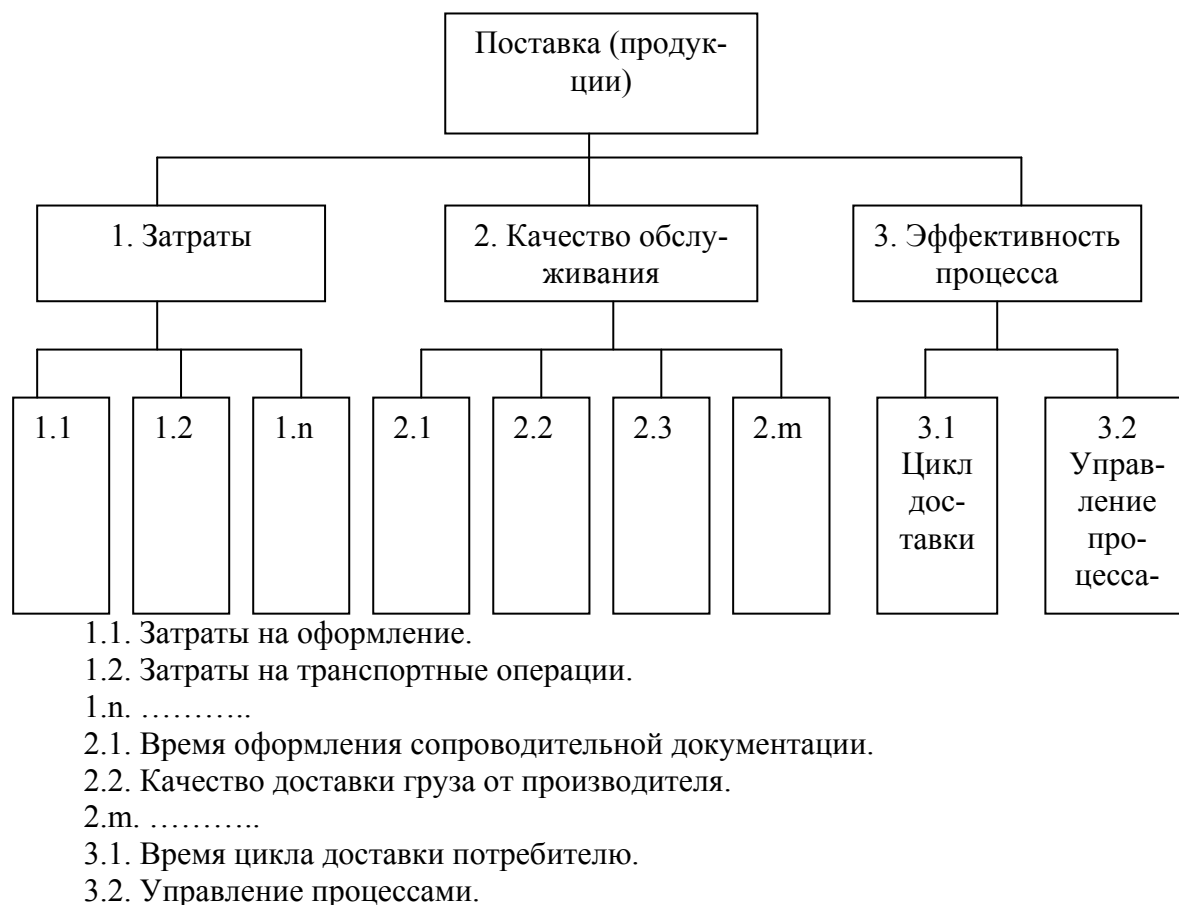 Поставка (продук-
ции)
1. Затраты
2. Качество обслу-
живания
3. Эффективность
процесса
1.1
1.2
1.n
2.1
2.2
2.3
2.m
3.1
Цикл
дос-
тавки
3.2
Управ-
ление
про-
цесса-
1.1. Затраты на оформление.
1.2. Затраты на транспортные операции.
1.n. ………..
2.1. Время оформления сопроводительной документации.
2.2. Качество доставки груза от производителя.
2.m. ………..
3.1. Время цикла доставки потребителю.
3.2. Управление процессами.